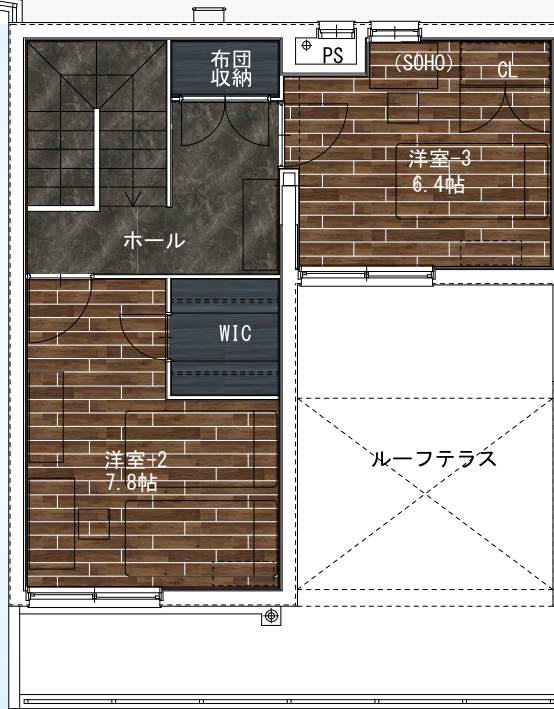 布団
収納
PS
(SOHO)
CL
洋室-3
6.4帖
ホール
WIC
洋室-2
7.8帖
ルーフテラス